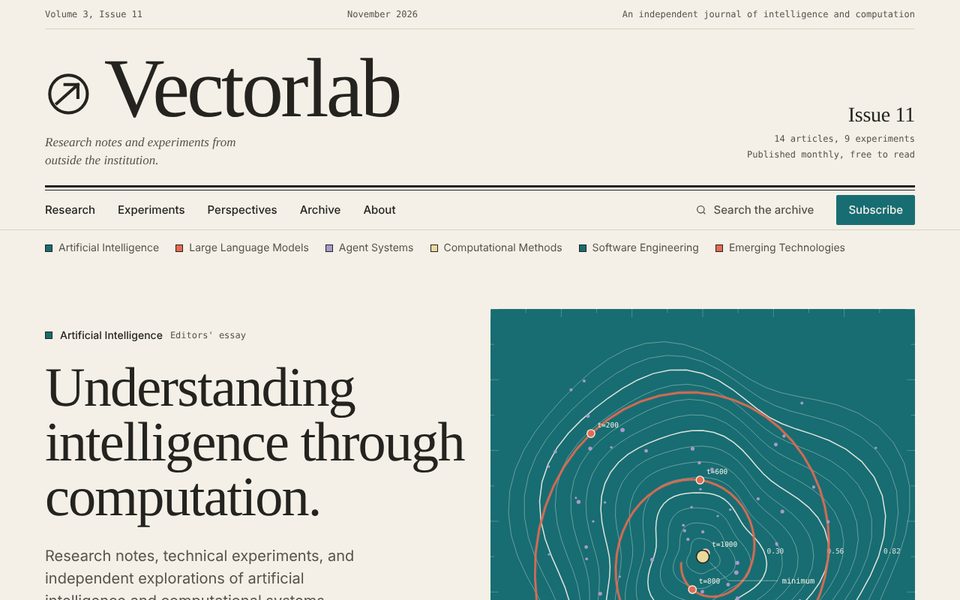 Volume 3, Issue 11
November 2026
An independent journal of intelligence and computation
Vectorlab
Research notes and experiments from
outside the institution.
Issue 11
14 articles, 9 experiments
Published monthly, free to read
Research
Experiments
Perspectives
Archive
About
Search the archive
Subscribe
Artificial Intelligence
Large Language Models
Agent Systems
Computational Methods
Software Engineering
Emerging Technologies
Artificial Intelligence
Editors' essay
Understanding
intelligence through
computation.
Research notes, technical experiments, and
independent explorations of artificial
intelligence and computational systems
t=200
t=600
t=1000
0.30
0.56
0.82
t=800
minimum